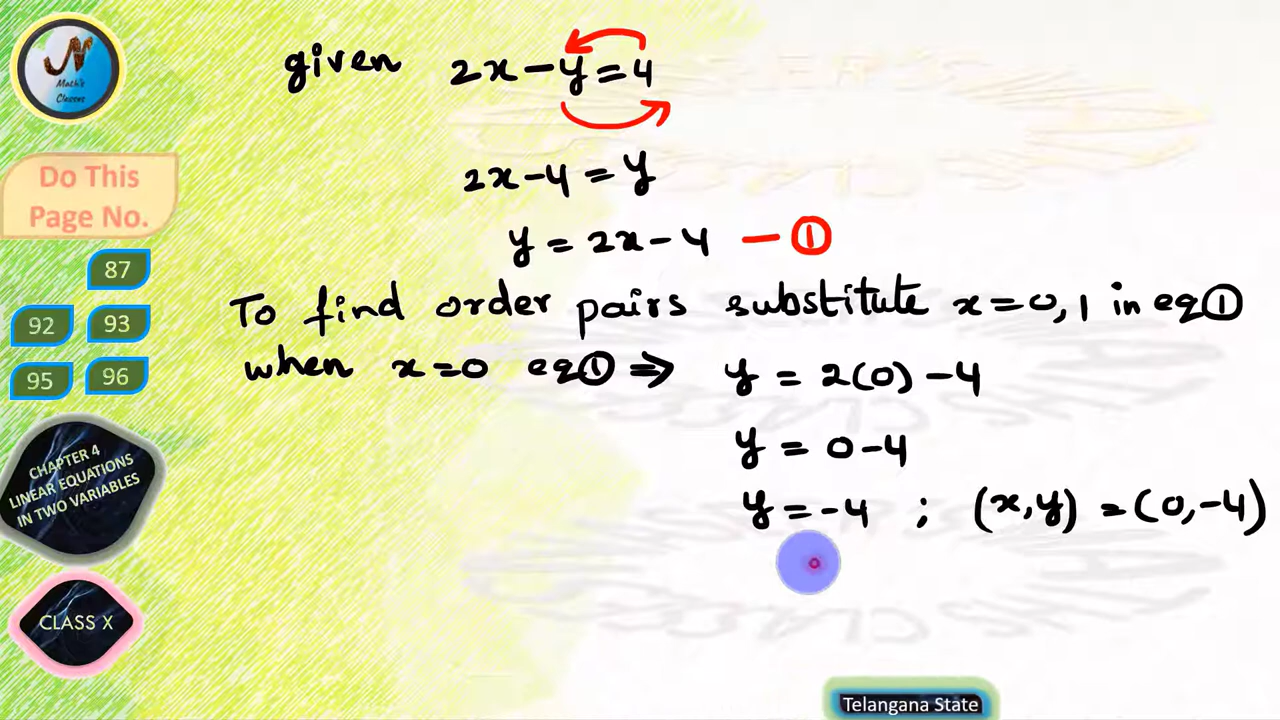 N
Math's
Classes
given 2x-y=4
Do This
Page No.
87
92
93
95
96
2x-4=y
y=2x-4 -①
To find order pairs substitute x=0,1 in eq①
when x=0 eq① ⇒ y = 2(0)-4
y = 0-4
y=-4 ; (x,y) =(0,-4)
CHAPTER 4
LINEAR EQUATIONS
IN TWO VARIABLES
CLASS X
Telangana State